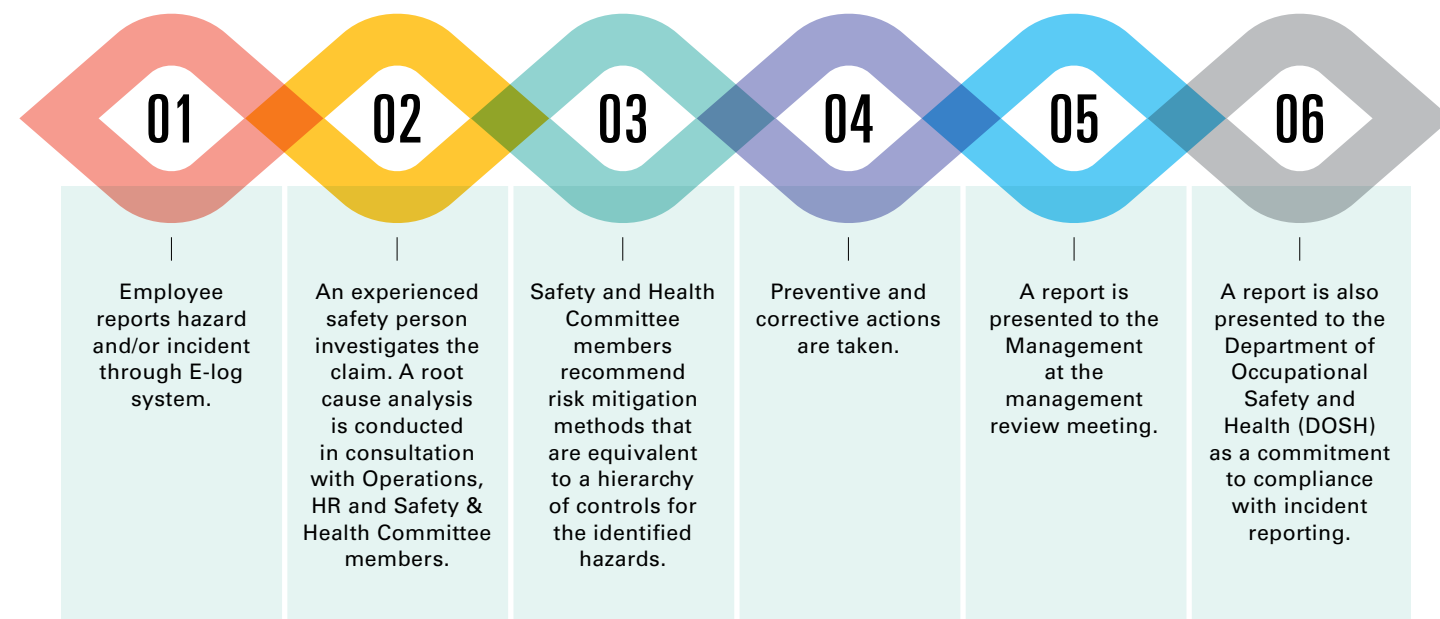 01
Employee
reports hazard
and/or incident
through E-log
system.
02
An experienced
safety person
investigates the
claim. A root
cause analysis
is conducted
in consultation
with Operations,
HR and Safety &
Health Committee
members.
03
Safety and Health
Committee
members
recommend
risk mitigation
methods that
are equivalent
to a hierarchy
of controls for
the identified
hazards.
04
Preventive and
corrective actions
are taken.
05
A report is
presented to the
Management
at the
management
review meeting.
06
A report is also
presented to the
Department of
Occupational
Safety and
Health (DOSH)
as a commitment
to compliance
with incident
reporting.